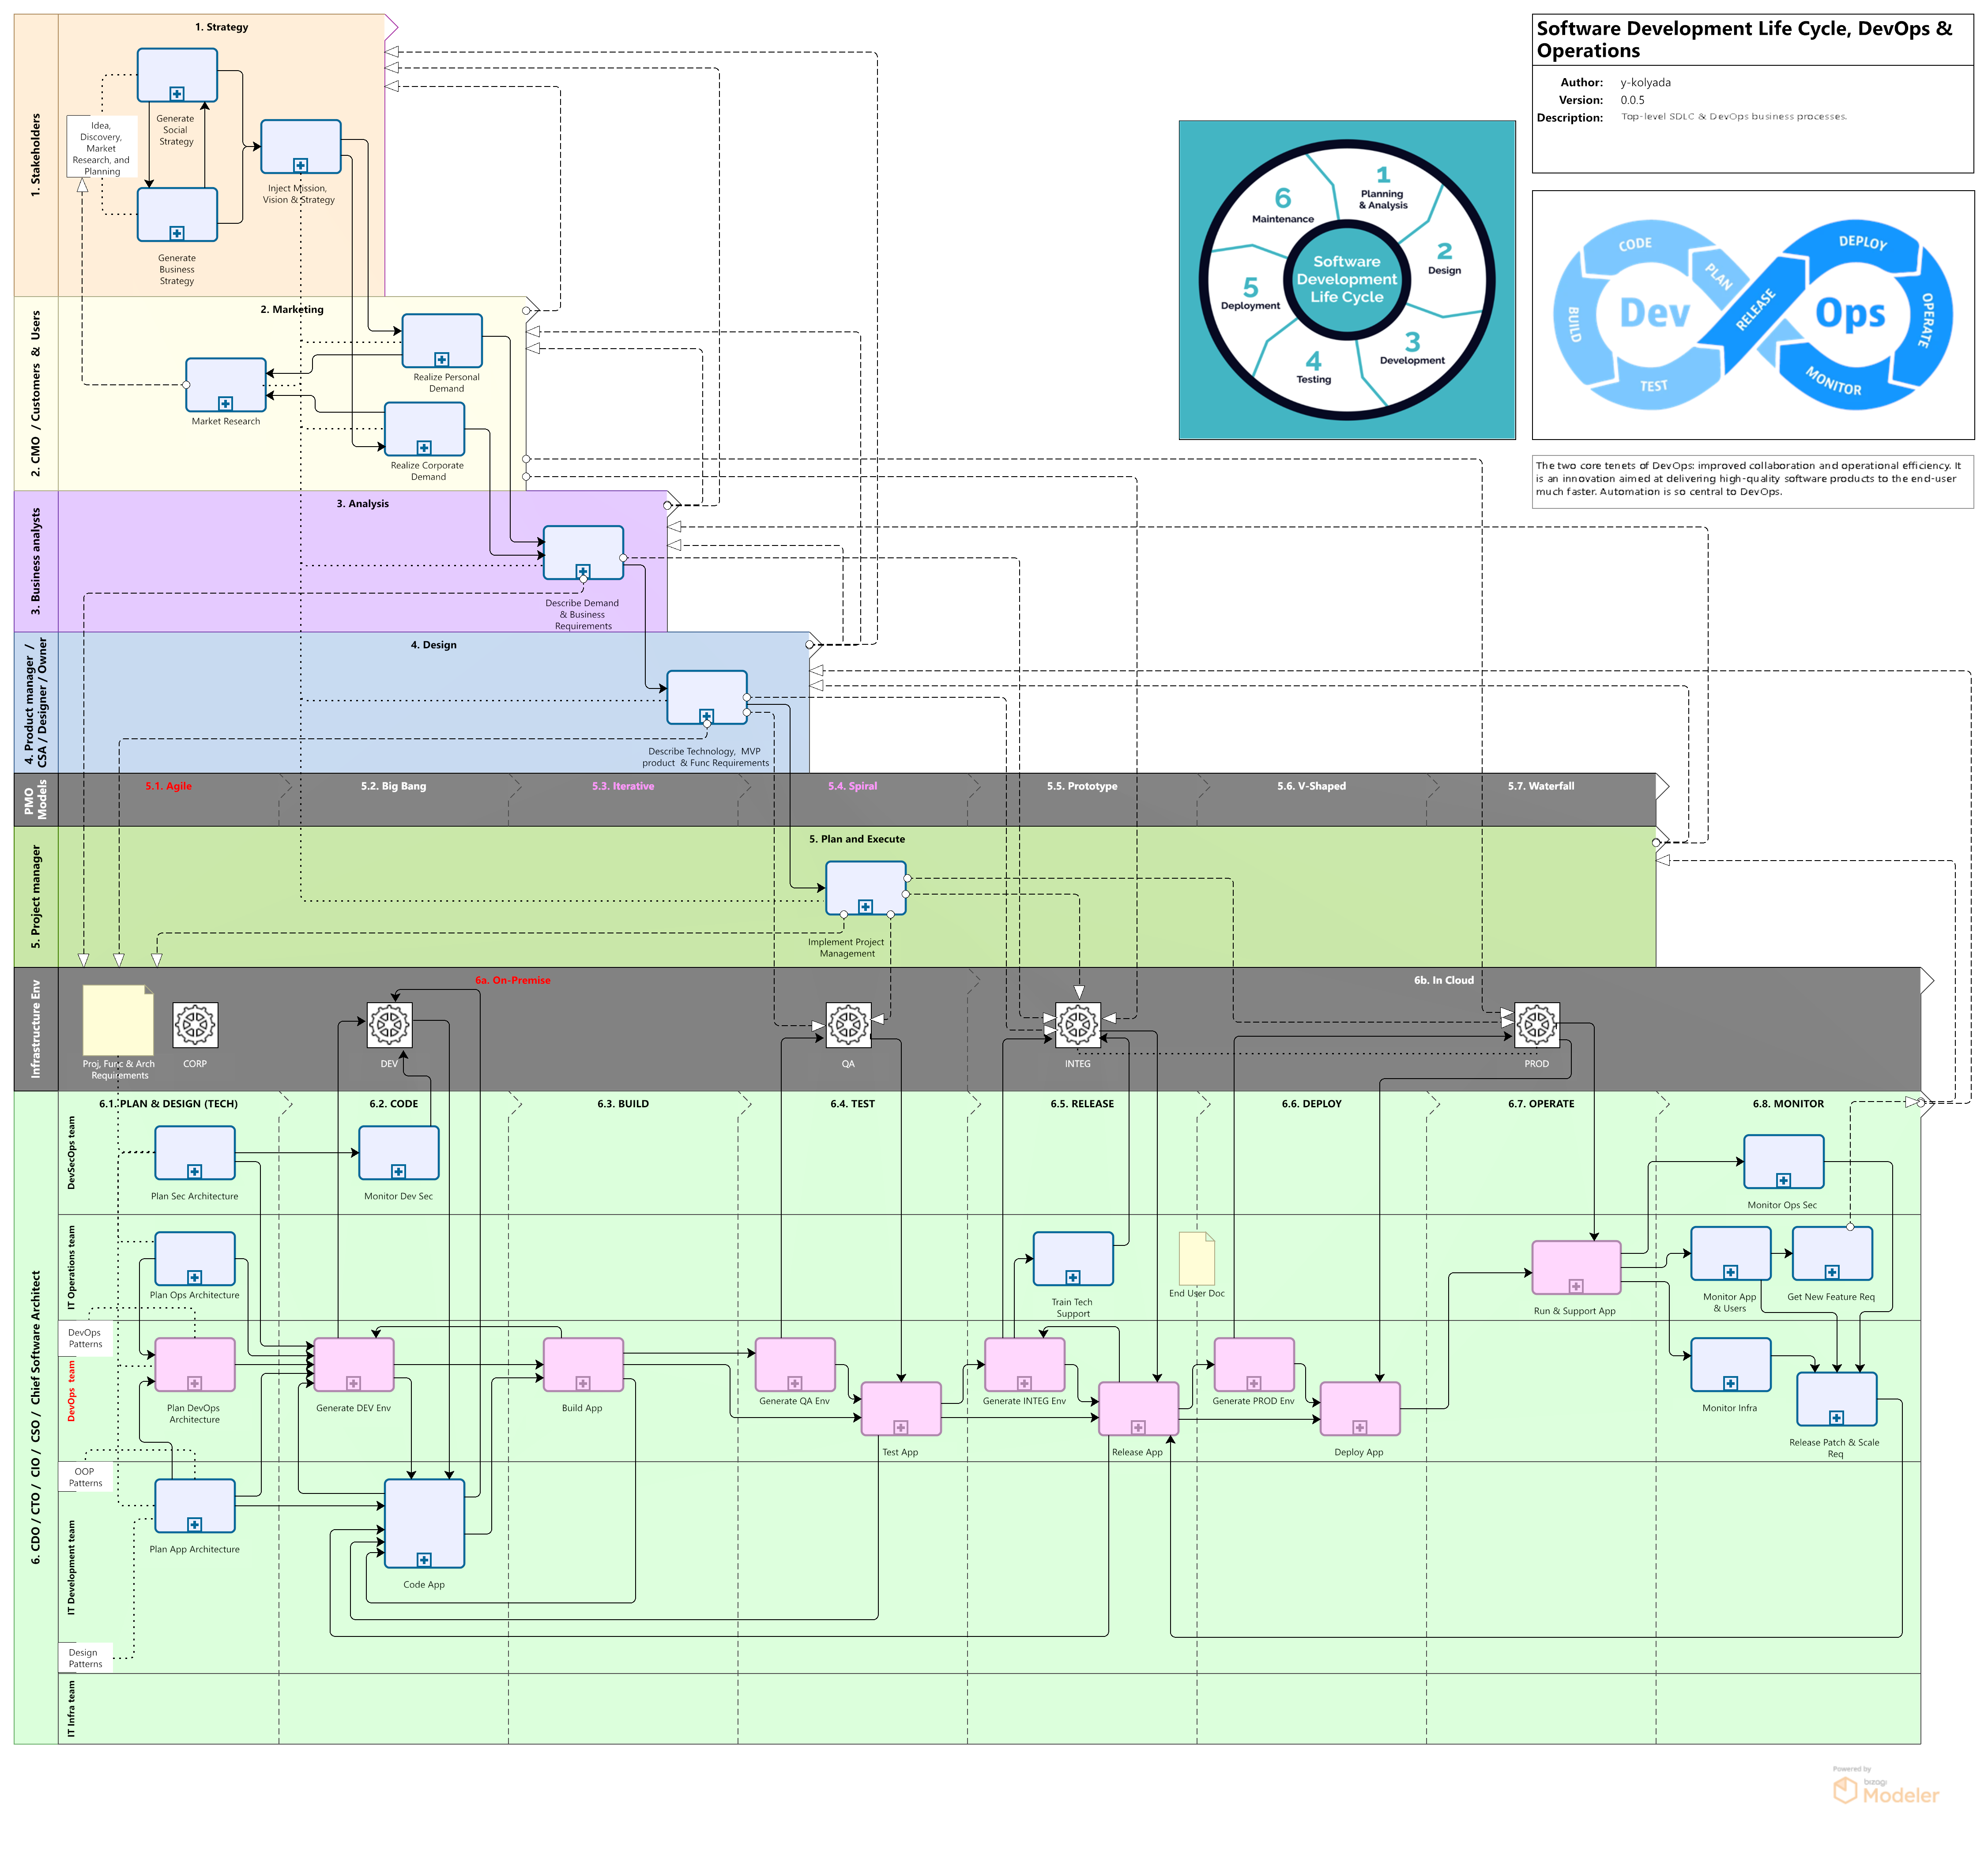 Software Development Life Cycle, DevOps &
Operations
Author: y-kolyada
Version: 0.0.5
Description: Top-level SDLC & DevOps business processes.
1. Stakeholders
1. Strategy
Generate
Social
Strategy
Idea,
Discovery,
Market
Research, and
Planning
Inject Mission,
Vision & Strategy
Generate
Business
Strategy
1
Planning
& Analysis
2
Design
3
Development
4
Testing
5
Deployment
6
Maintenance
Software
Development
Life Cycle
CODE
PLAN
BUILD
TEST
Dev
RELEASE
DEPLOY
OPERATE
MONITOR
Ops
The two core tenets of DevOps: improved collaboration and operational efficiency. It
is an innovation aimed at delivering high-quality software products to the end-user
much faster. Automation is so central to DevOps.
2. CMO / Customers & Users
2. Marketing
Realize Personal
Demand
Market Research
Realize Corporate
Demand
3. Business analysts
3. Analysis
Describe Demand
& Business
Requirements
4. Product manager /
CSA / Designer / Owner
4. Design
Describe Technology, MVP
product & Func Requirements
PMO
Models
5.1. Agile
5.2. Big Bang
5.3. Iterative
5.4. Spiral
5.5. Prototype
5.6. V-Shaped
5.7. Waterfall
5. Project manager
5. Plan and Execute
Implement Project
Management
Infrastructure Env
6a. On-Premise
6b. In Cloud
Proj, Func & Arch
Requirements
CORP
DEV
QA
INTEG
PROD
6. CDO / CTO / CIO / CSO / Chief Software Architect
6.1. PLAN & DESIGN (TECH)
6.2. CODE
6.3. BUILD
6.4. TEST
6.5. RELEASE
6.6. DEPLOY
6.7. OPERATE
6.8. MONITOR
DevSecOps team
Plan Sec Architecture
Monitor Dev Sec
Monitor Ops Sec
IT Operations team
Plan Ops Architecture
Train Tech
Support
End User Doc
Run & Support App
Monitor App
& Users
Get New Feature Req
DevOps
Patterns
DevOps team
Plan DevOps
Architecture
Generate DEV Env
Build App
Generate QA Env
Test App
Generate INTEG Env
Release App
Generate PROD Env
Deploy App
Monitor Infra
Release Patch & Scale
Req
OOP
Patterns
IT Development team
Plan App Architecture
Code App
Design
Patterns
IT Infra team
Powered by
bizagi
Modeler